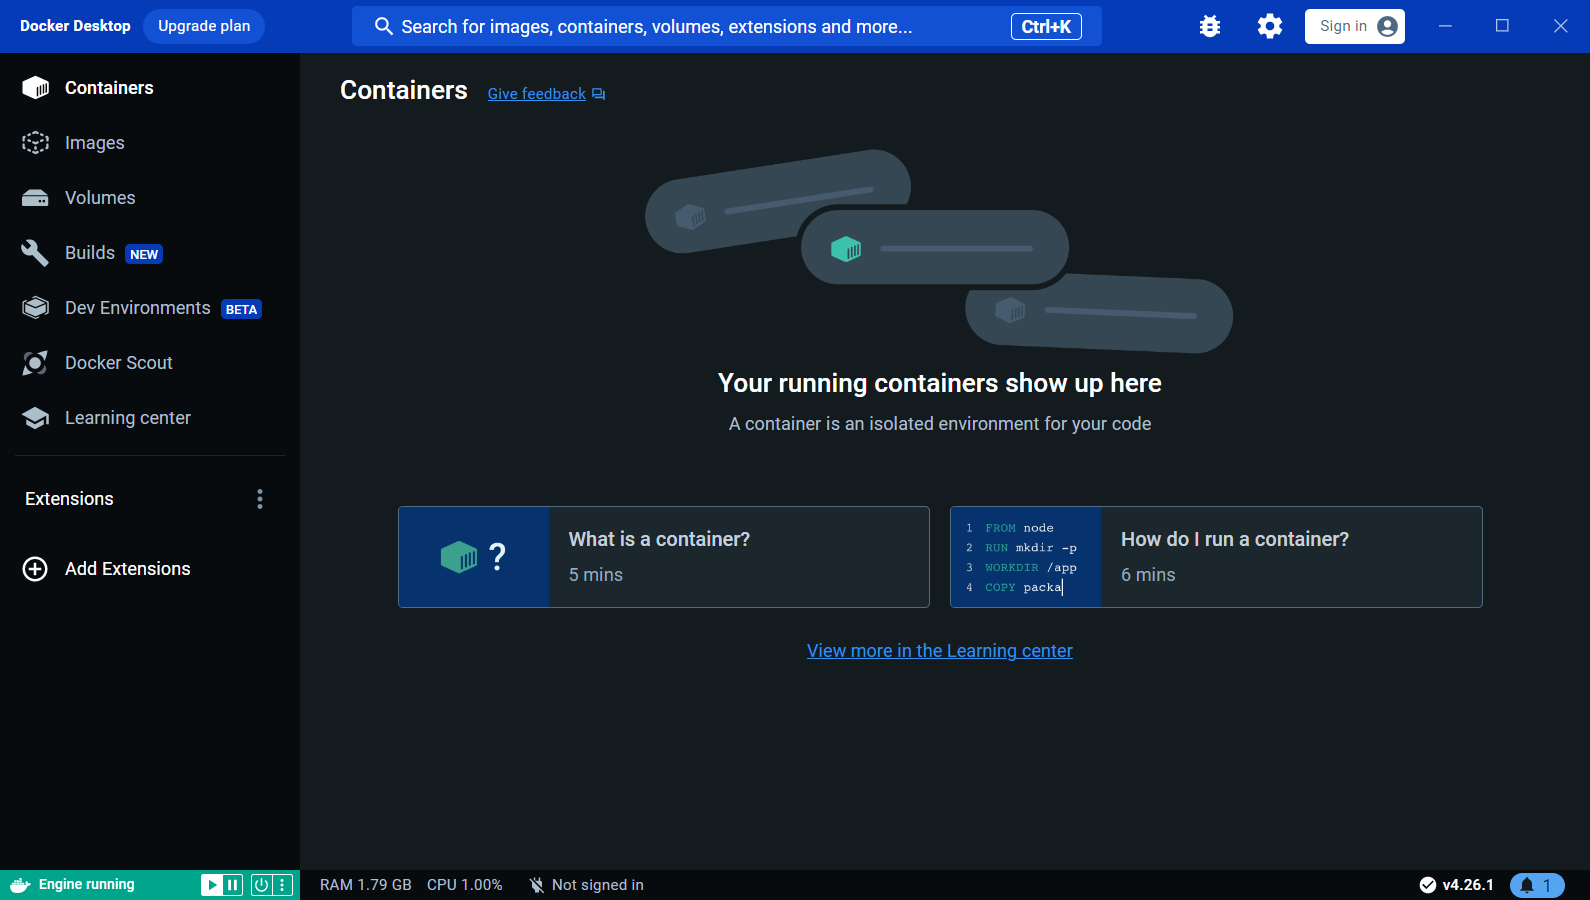 Docker Desktop
Upgrade plan
Search for images, containers, volumes, extensions and more...
Ctrl+K
Sign in
Containers
Images
Volumes
Builds NEW
Dev Environments BETA
Docker Scout
Learning center
Extensions
Add Extensions
Containers
Give feedback
Your running containers show up here
A container is an isolated environment for your code
?
What is a container?
5 mins
1 FROM node
2 RUN mkdir -p
3 WORKDIR /app
4 COPY packa
How do I run a container?
6 mins
View more in the Learning center
Engine running
RAM 1.79 GB CPU 1.00%
Not signed in
v4.26.1
1